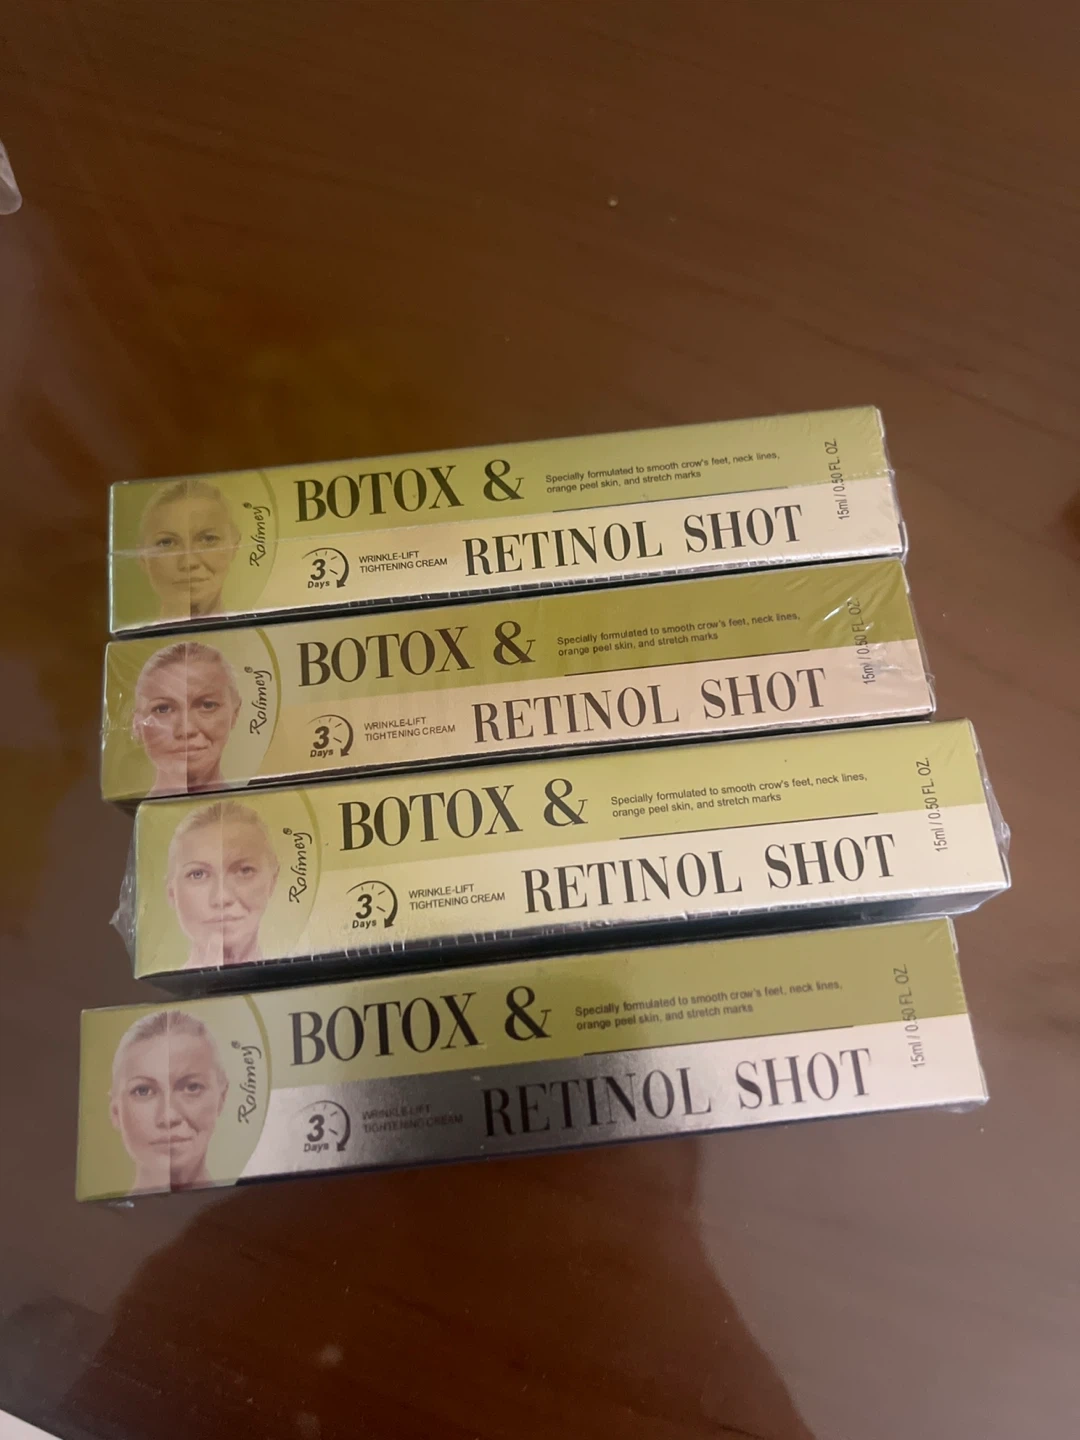 BOTOX &
Specially formulated to smooth crow's feet, neck lines,
orange peel skin, and stretch marks
Rolimey®
3
Days
WRINKLE-LIFT
TIGHTENING CREAM
RETINOL SHOT
15ml / 0.50 FL. OZ.
BOTOX &
Specially formulated to smooth crow's feet, neck lines,
orange peel skin, and stretch marks
Rolimey®
3
Days
WRINKLE-LIFT
TIGHTENING CREAM
RETINOL SHOT
15ml / 0.50 FL. OZ.
BOTOX &
Specially formulated to smooth crow's feet, neck lines,
orange peel skin, and stretch marks
Rolimey®
3
Days
WRINKLE-LIFT
TIGHTENING CREAM
RETINOL SHOT
15ml / 0.50 FL. OZ.
BOTOX &
Specially formulated to smooth crow's feet, neck lines,
orange peel skin, and stretch marks
Rolimey®
3
Days
WRINKLE-LIFT
TIGHTENING CREAM
RETINOL SHOT
15ml / 0.50 FL. OZ.